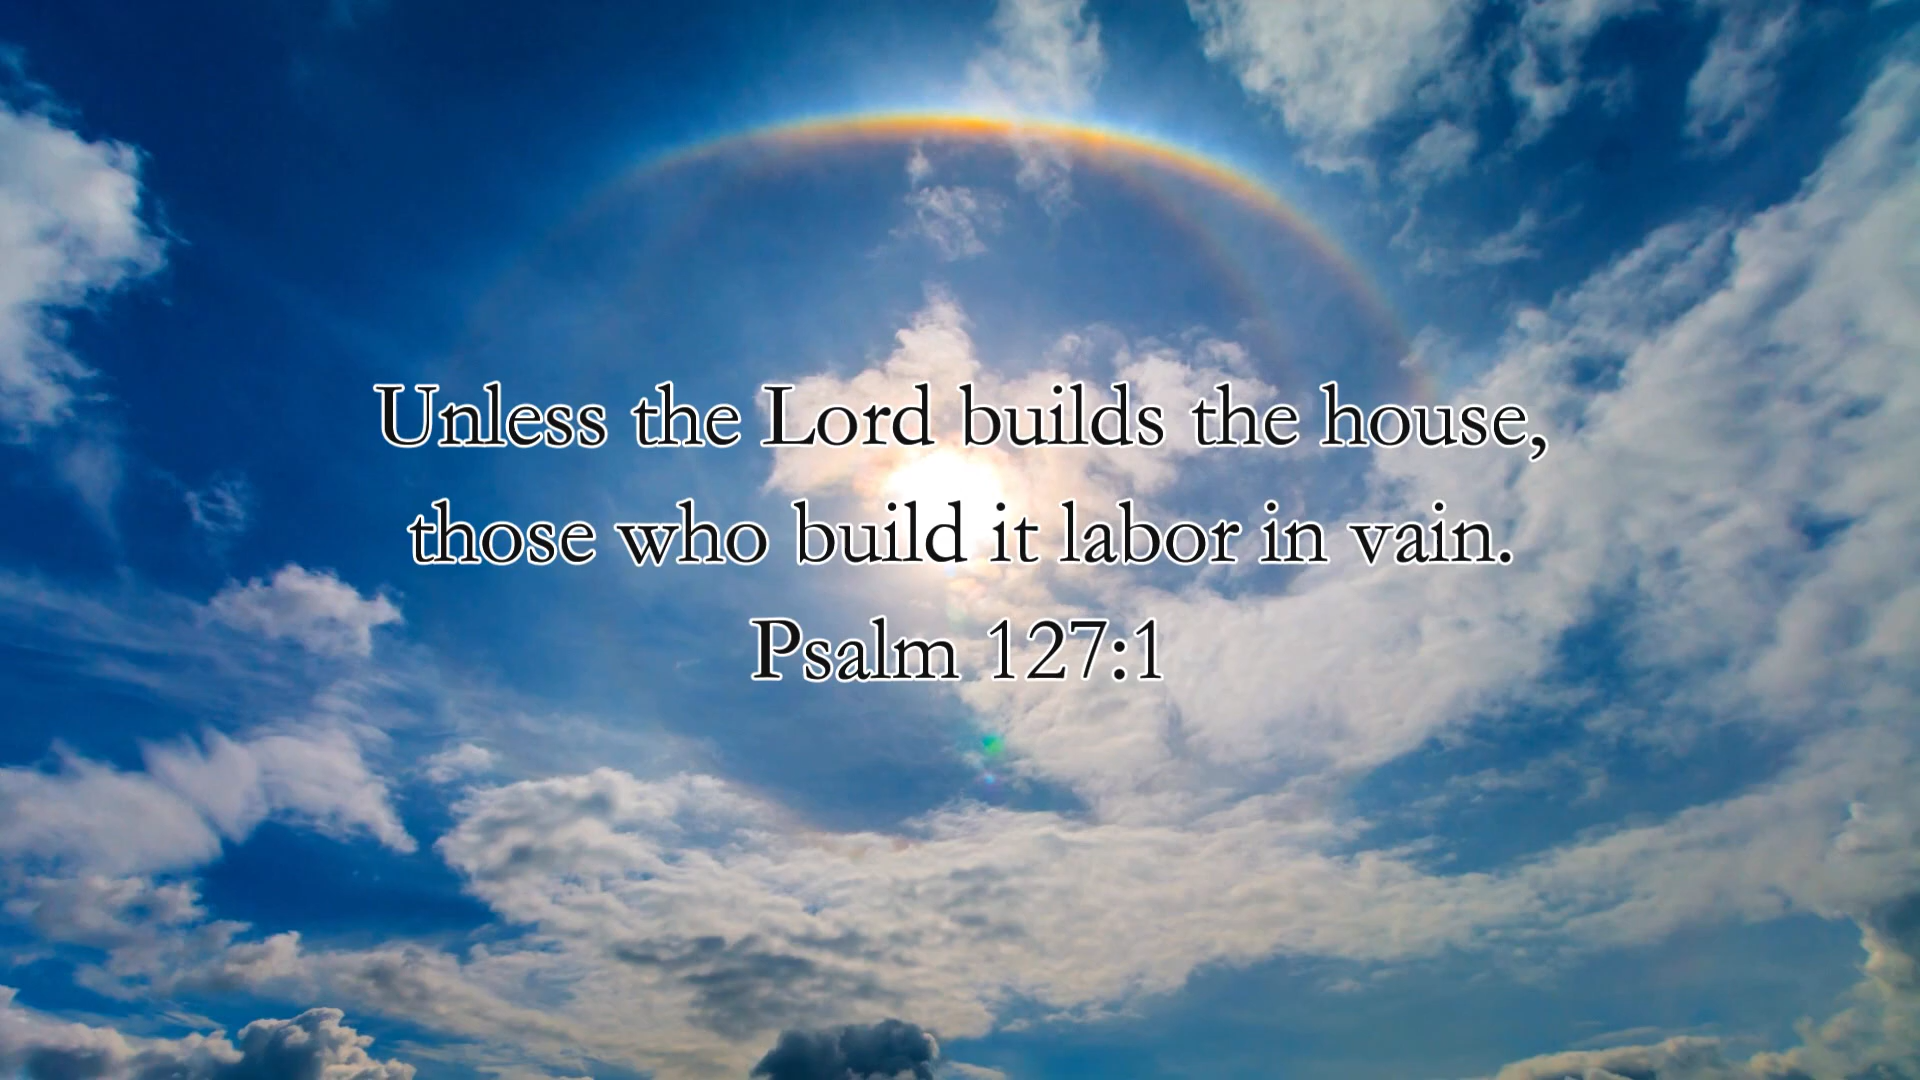 Unless the Lord builds the house,
those who build it labor in vain.
Psalm 127:1